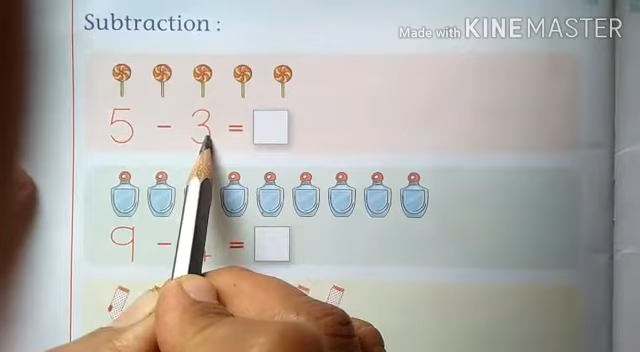 Subtraction :
Made with KINEMASTER
5 - 3 =
9 - =